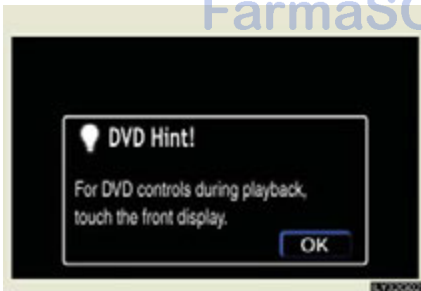 FarmaSC
DVD Hint!
For DVD controls during playback,
touch the front display.
OK